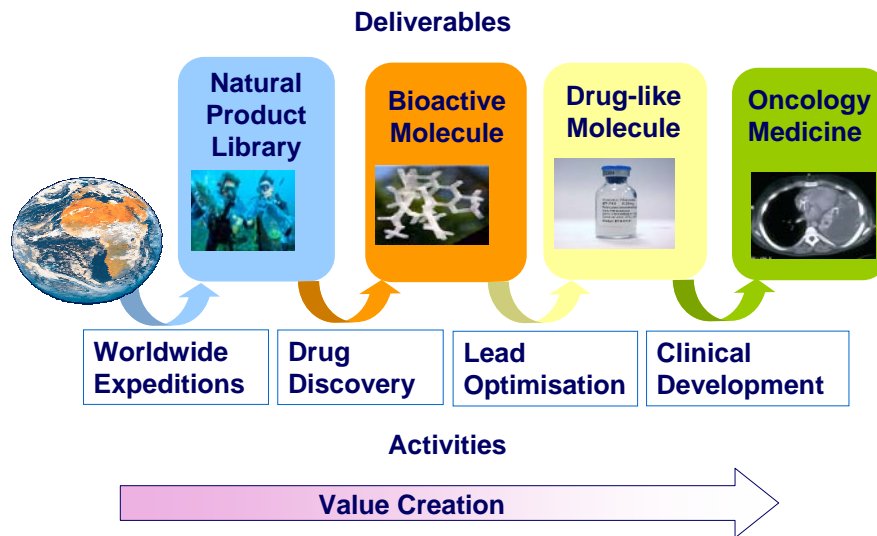 Deliverables
Natural
Product
Library
Bioactive
Molecule
Drug-like
Molecule
Oncology
Medicine
Worldwide
Expeditions
Drug
Discovery
Lead
Optimisation
Clinical
Development
Activities
Value Creation